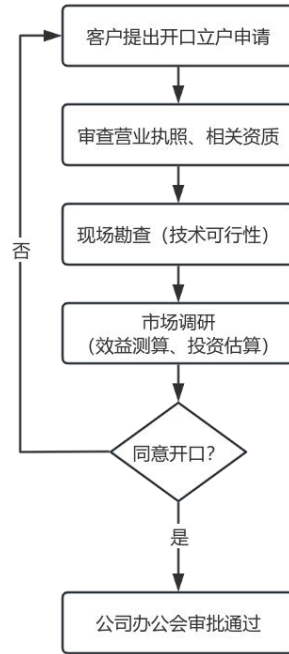 客户提出开口立户申请
审查营业执照、相关资质
现场勘查（技术可行性）
否
市场调研
（效益测算、投资估算）
同意开口？
是
公司办公会审批通过